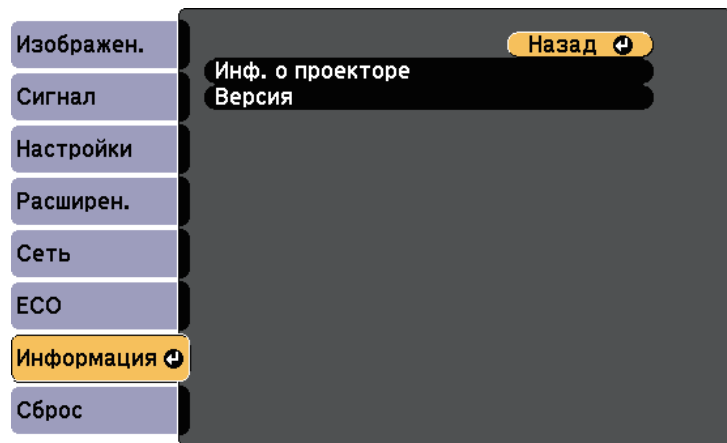 Изображен.
Сигнал
Настройки
Расширен.
Сеть
ECO
Информация
Сброс
Назад
Инф. о проекторе
Версия